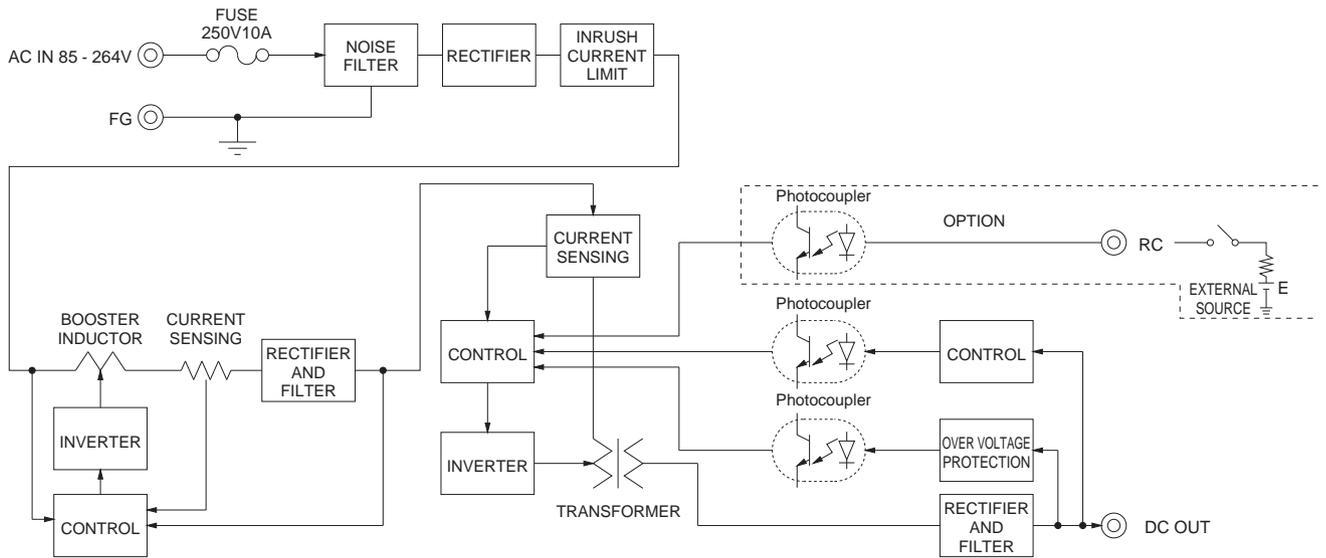 FUSE
250V10A
AC IN 85 - 264V
NOISE
FILTER
RECTIFIER
INRUSH
CURRENT
LIMIT
FG
Photocoupler
OPTION
RC
EXTERNAL
SOURCE
E
CURRENT
SENSING
BOOSTER
INDUCTOR
CURRENT
SENSING
RECTIFIER
AND
FILTER
CONTROL
Photocoupler
CONTROL
INVERTER
Photocoupler
OVER VOLTAGE
PROTECTION
INVERTER
TRANSFORMER
CONTROL
RECTIFIER
AND
FILTER
DC OUT